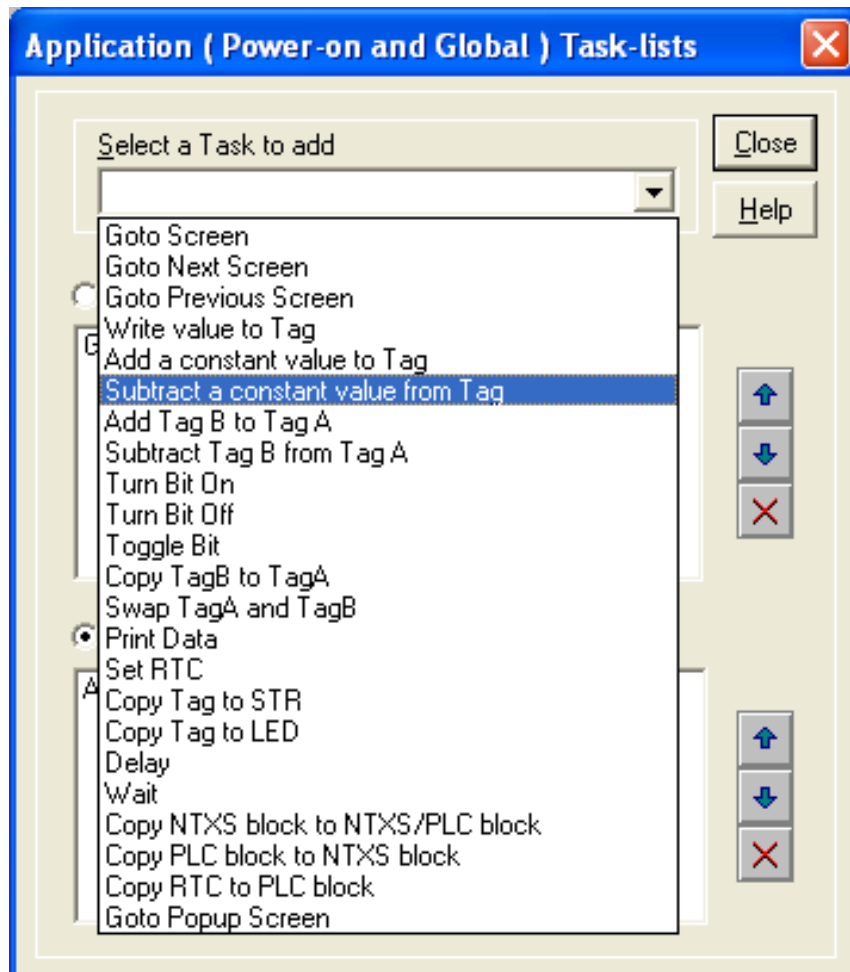 Application ( Power-on and Global ) Task-lists
Select a Task to add
Close
Help
Goto Screen
Goto Next Screen
Goto Previous Screen
Write value to Tag
Add a constant value to Tag
Subtract a constant value from Tag
Add Tag B to Tag A
Subtract Tag B from Tag A
Turn Bit On
Turn Bit Off
Toggle Bit
Copy TagB to TagA
Swap TagA and TagB
Print Data
Set RTC
Copy Tag to STR
Copy Tag to LED
Delay
Wait
Copy NTXS block to NTXS/PLC block
Copy PLC block to NTXS block
Copy RTC to PLC block
Goto Popup Screen